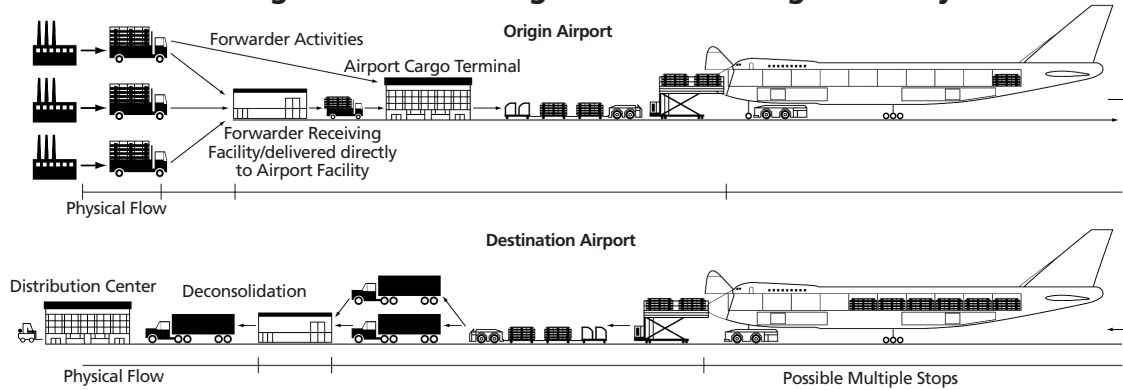 Forwarder Activities
Origin Airport
Airport Cargo Terminal
Forwarder Receiving
Facility/delivered directly
to Airport Facility
Physical Flow
Destination Airport
Distribution Center
Deconsolidation
Physical Flow
Possible Multiple Stops